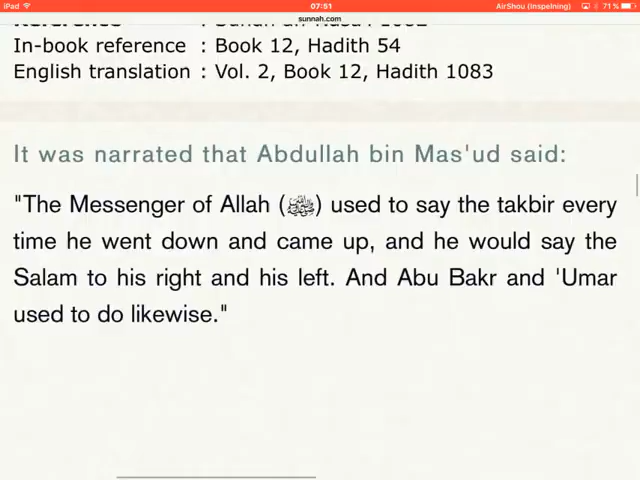 iPad 07:51 AirShou (Inspelning) 71 %
sunnah.com
In-book reference : Book 12, Hadith 54
English translation : Vol. 2, Book 12, Hadith 1083
It was narrated that Abdullah bin Mas'ud said:
"The Messenger of Allah (ﷺ) used to say the takbir every
time he went down and came up, and he would say the
Salam to his right and his left. And Abu Bakr and 'Umar
used to do likewise."